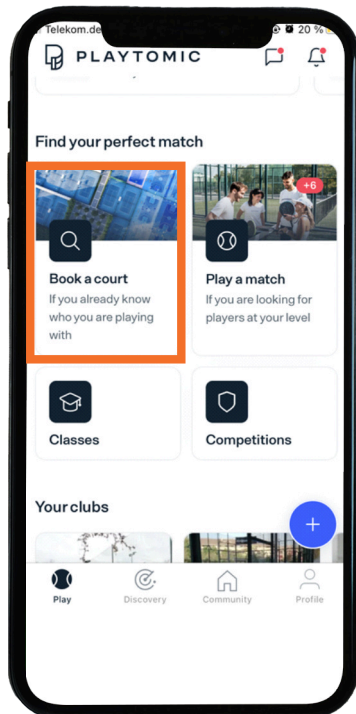 Telekom.de
20 %
PLAYTOMIC
Find your perfect match
+6
Book a court
If you already know
who you are playing
with
Play a match
If you are looking for
players at your level
Classes
Competitions
Your clubs
+
Play
Discovery
Community
Profile